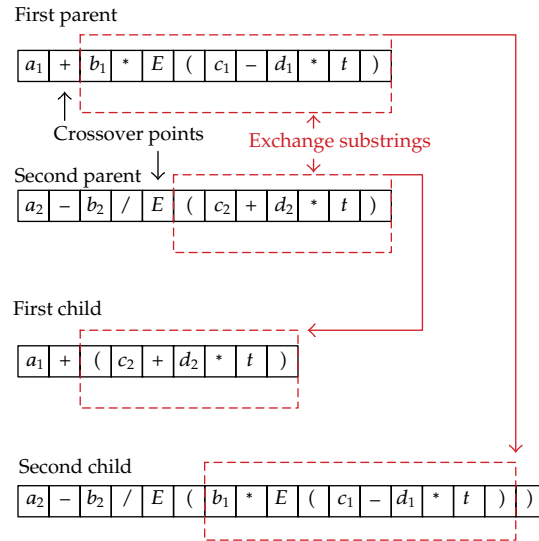 First parent
a₁ + b₁ * E ( c₁ − d₁ * t )
Crossover points
Exchange substrings
Second parent
a₂ − b₂ / E ( c₂ + d₂ * t )
First child
a₁ + ( c₂ + d₂ * t )
Second child
a₂ − b₂ / E ( b₁ * E ( c₁ − d₁ * t ) )